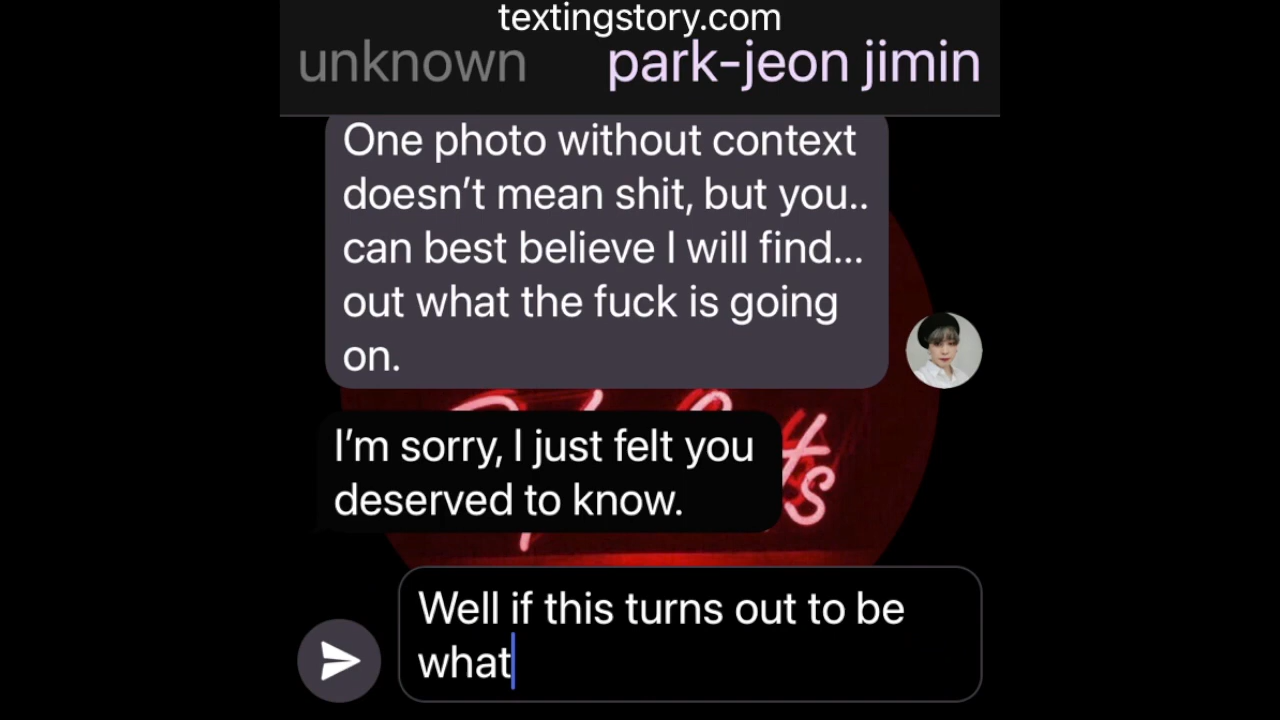 textingstory.com
unknown park-jeon jimin
One photo without context
doesn’t mean shit, but you..
can best believe I will find...
out what the fuck is going
on.
I’m sorry, I just felt you
deserved to know.
Well if this turns out to be
what